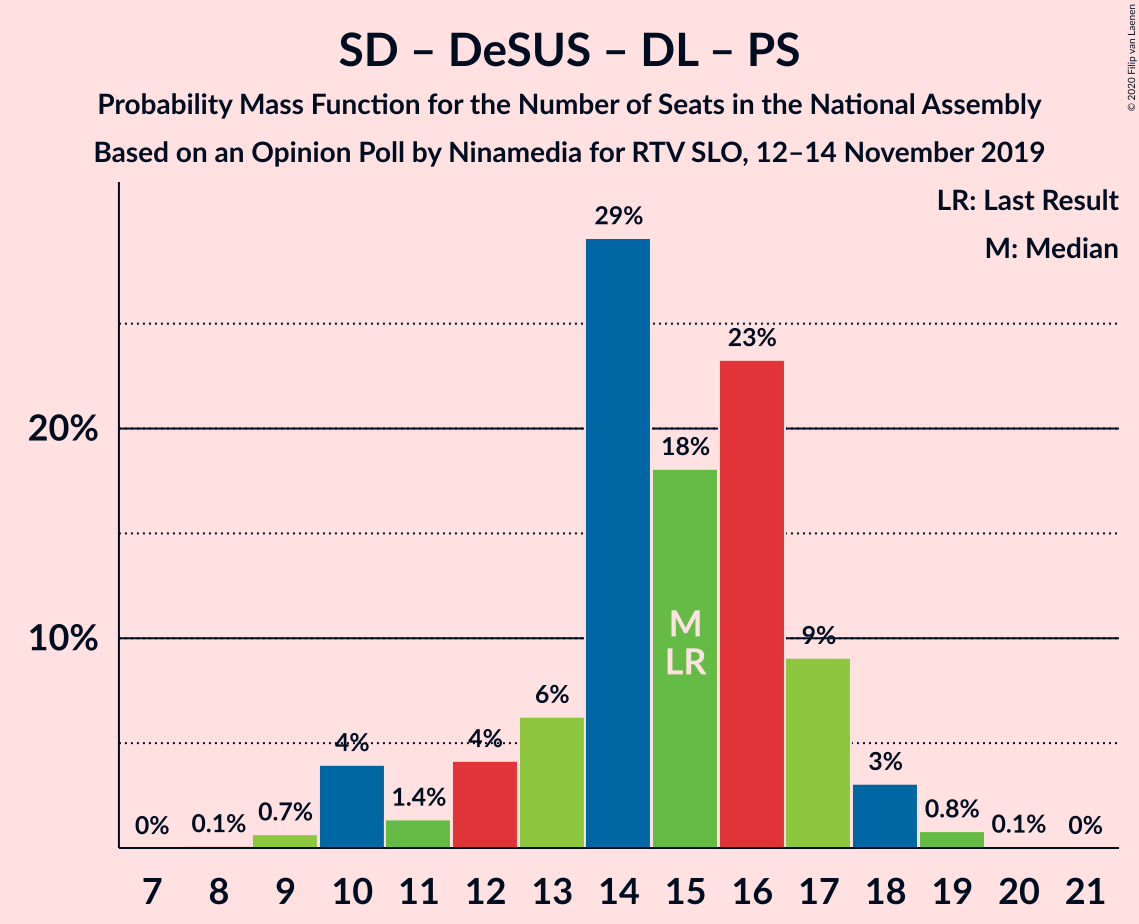 SD – DeSUS – DL – PS
Probability Mass Function for the Number of Seats in the National Assembly
Based on an Opinion Poll by Ninamedia for RTV SLO, 12–14 November 2019
© 2020 Filip van Laenen
LR: Last Result
M: Median
29%
23%
20%
18%
M
LR
10%
9%
6%
4%
4%
3%
1.4%
0.7%
0.8%
0%
0.1%
0.1%
0%
7 8 9 10 11 12 13 14 15 16 17 18 19 20 21